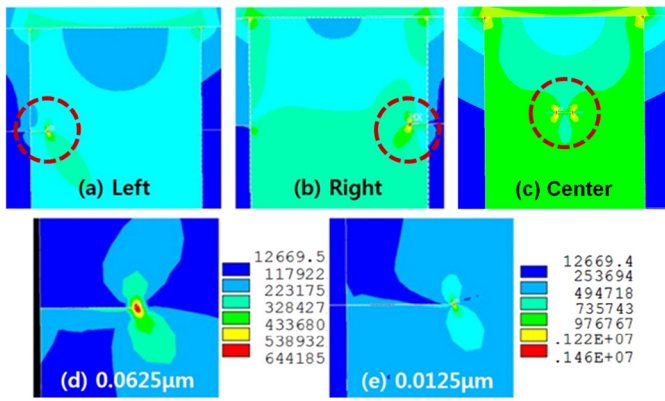 (a) Left
(b) Right
(c) Center
(d) 0.0625μm
12669.5
117922
223175
328427
433680
538932
644185
(e) 0.0125μm
12669.4
253694
494718
735743
976767
.122E+07
.146E+07